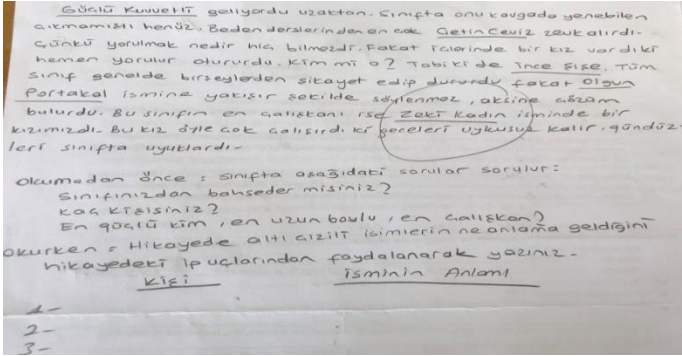 Güçlü Kuvvetli geliyordu uzaktan. Sınıfta onu kavgada yenebilen
çıkmamıştı henüz. Beden derslerinden en çok Çetin Ceviz zevk alırdı.
Çünkü yorulmak nedir hiç bilmezdi. Fakat içlerinde bir kız vardı ki
hemen yorulur otururdu. Kim mi o? Tabi ki de İnce Şişe. Tüm
sınıf genelde birşeylerden şikayet edip dururdu fakat Olgun
Portakal ismine yakışır şekilde söylenmez, aksine çözüm
bulurdu. Bu sınıfın en çalışkanı ise Zeki Kadın isminde bir
kızımızdı. Bu kız öyle çok çalışırdı ki geceleri uykusuz kalır, gündüz-
leri sınıfta uyuklardı.
Okumadan önce : Sınıfta aşağıdaki sorular sorulur:
Sınıfınızdan bahseder misiniz?
Kaç kişisiniz?
En güçlü kim, en uzun boylu, en çalışkan?
Okurken = Hikayede altı çizili isimlerin ne anlama geldiğini
hikayedeki ipuçlarından faydalanarak yazınız.
Kişi İsminin Anlamı
1-
2-
3-